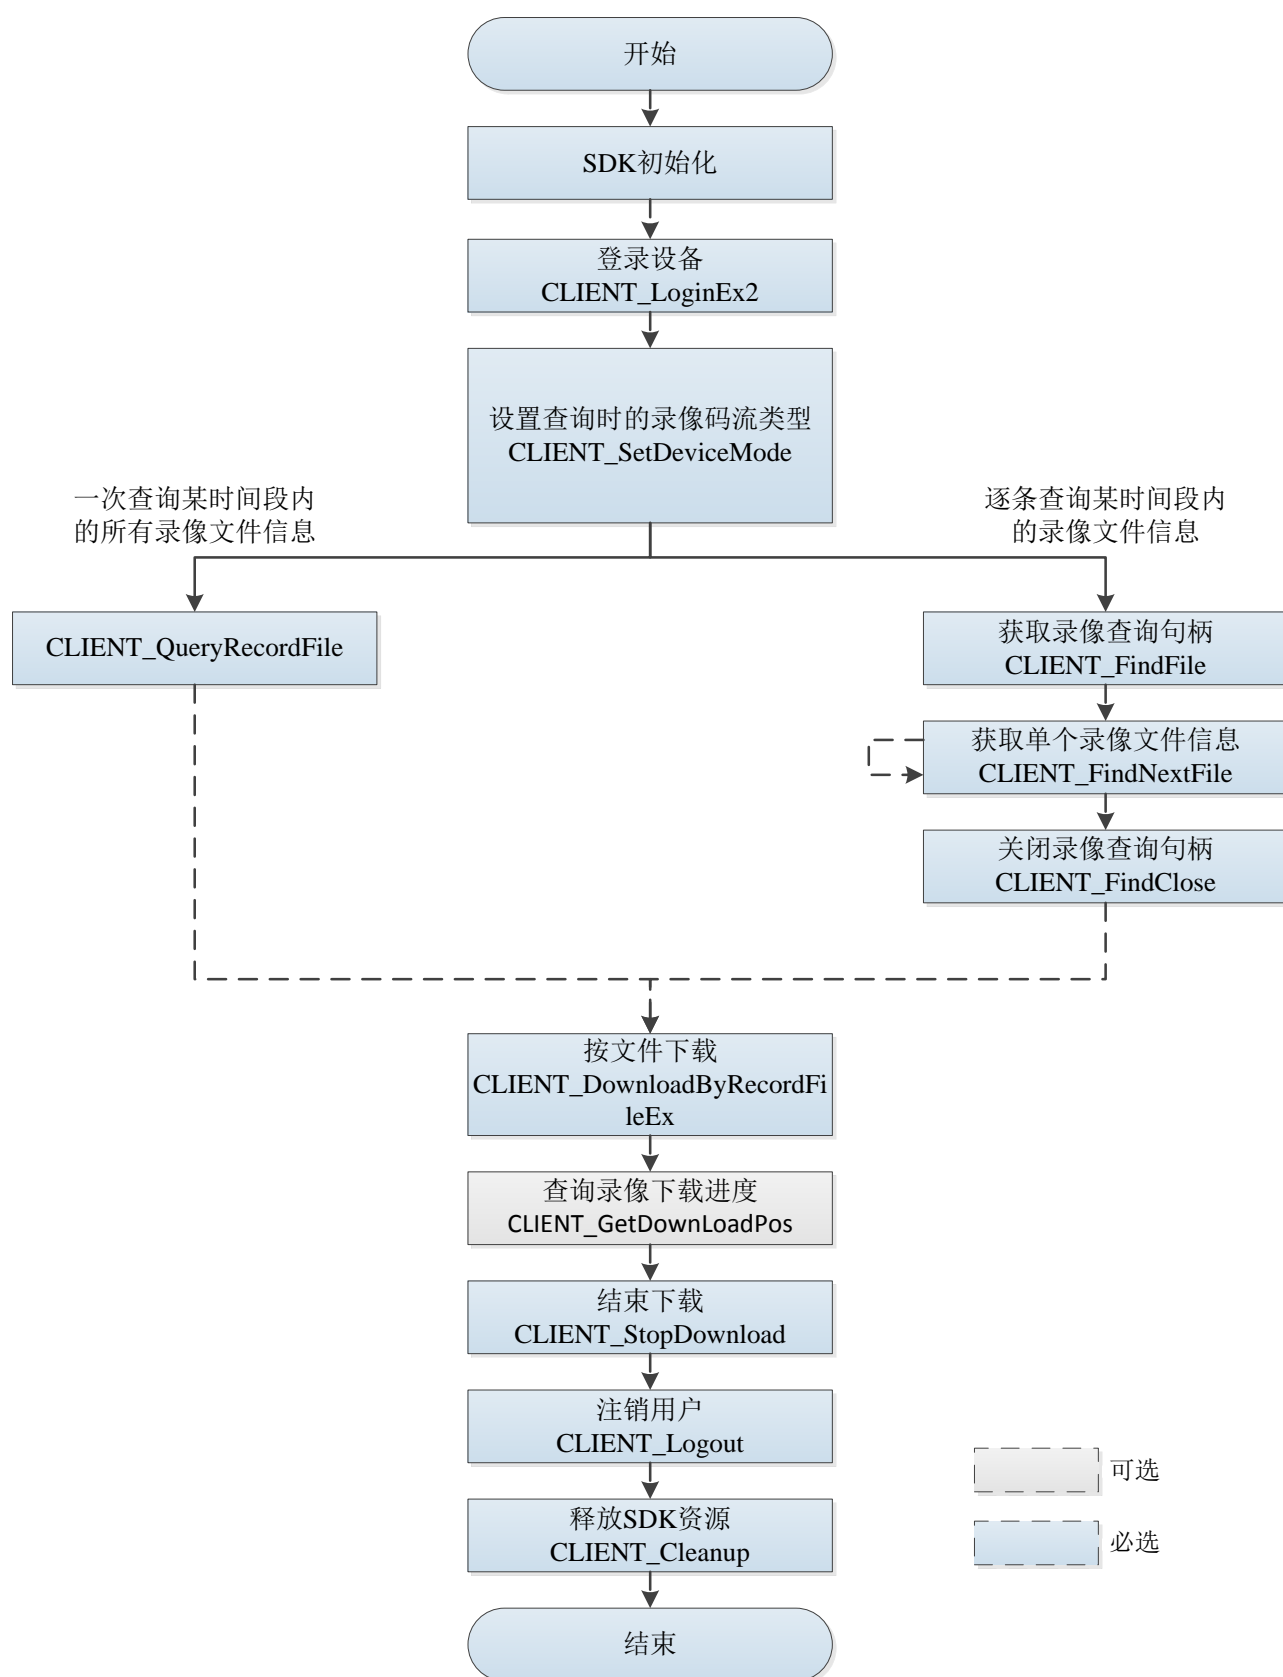 开始
SDK初始化
登录设备
CLIENT_LoginEx2
设置查询时的录像码流类型
CLIENT_SetDeviceMode
一次查询某时间段内
的所有录像文件信息
逐条查询某时间段内
的录像文件信息
CLIENT_QueryRecordFile
获取录像查询句柄
CLIENT_FindFile
获取单个录像文件信息
CLIENT_FindNextFile
关闭录像查询句柄
CLIENT_FindClose
按文件下载
CLIENT_DownloadByRecordFi
leEx
查询录像下载进度
CLIENT_GetDownLoadPos
结束下载
CLIENT_StopDownload
注销用户
CLIENT_Logout
释放SDK资源
CLIENT_Cleanup
结束
可选
必选